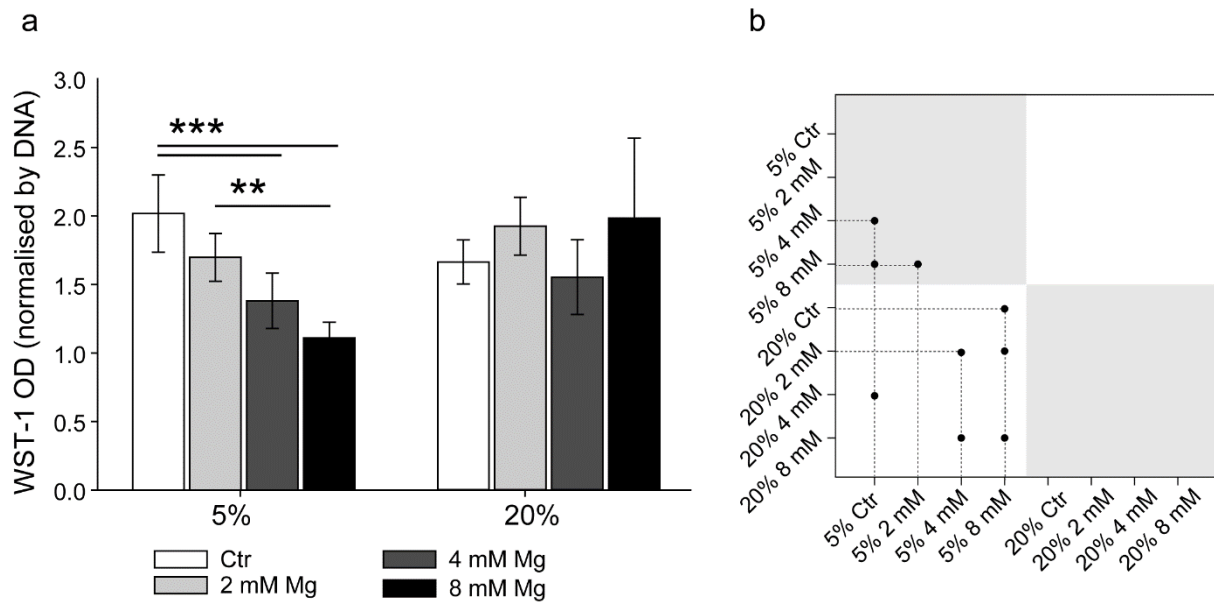 a
b
WST-1 OD (normalised by DNA)
3.0
2.5
2.0
1.5
1.0
0.5
0.0
***
**
5%
20%
Ctr
2 mM Mg
4 mM Mg
8 mM Mg
5% Ctr
5% 2 mM
5% 4 mM
5% 8 mM
20% Ctr
20% 2 mM
20% 4 mM
20% 8 mM
5% Ctr
5% 2 mM
5% 4 mM
5% 8 mM
20% Ctr
20% 2 mM
20% 4 mM
20% 8 mM